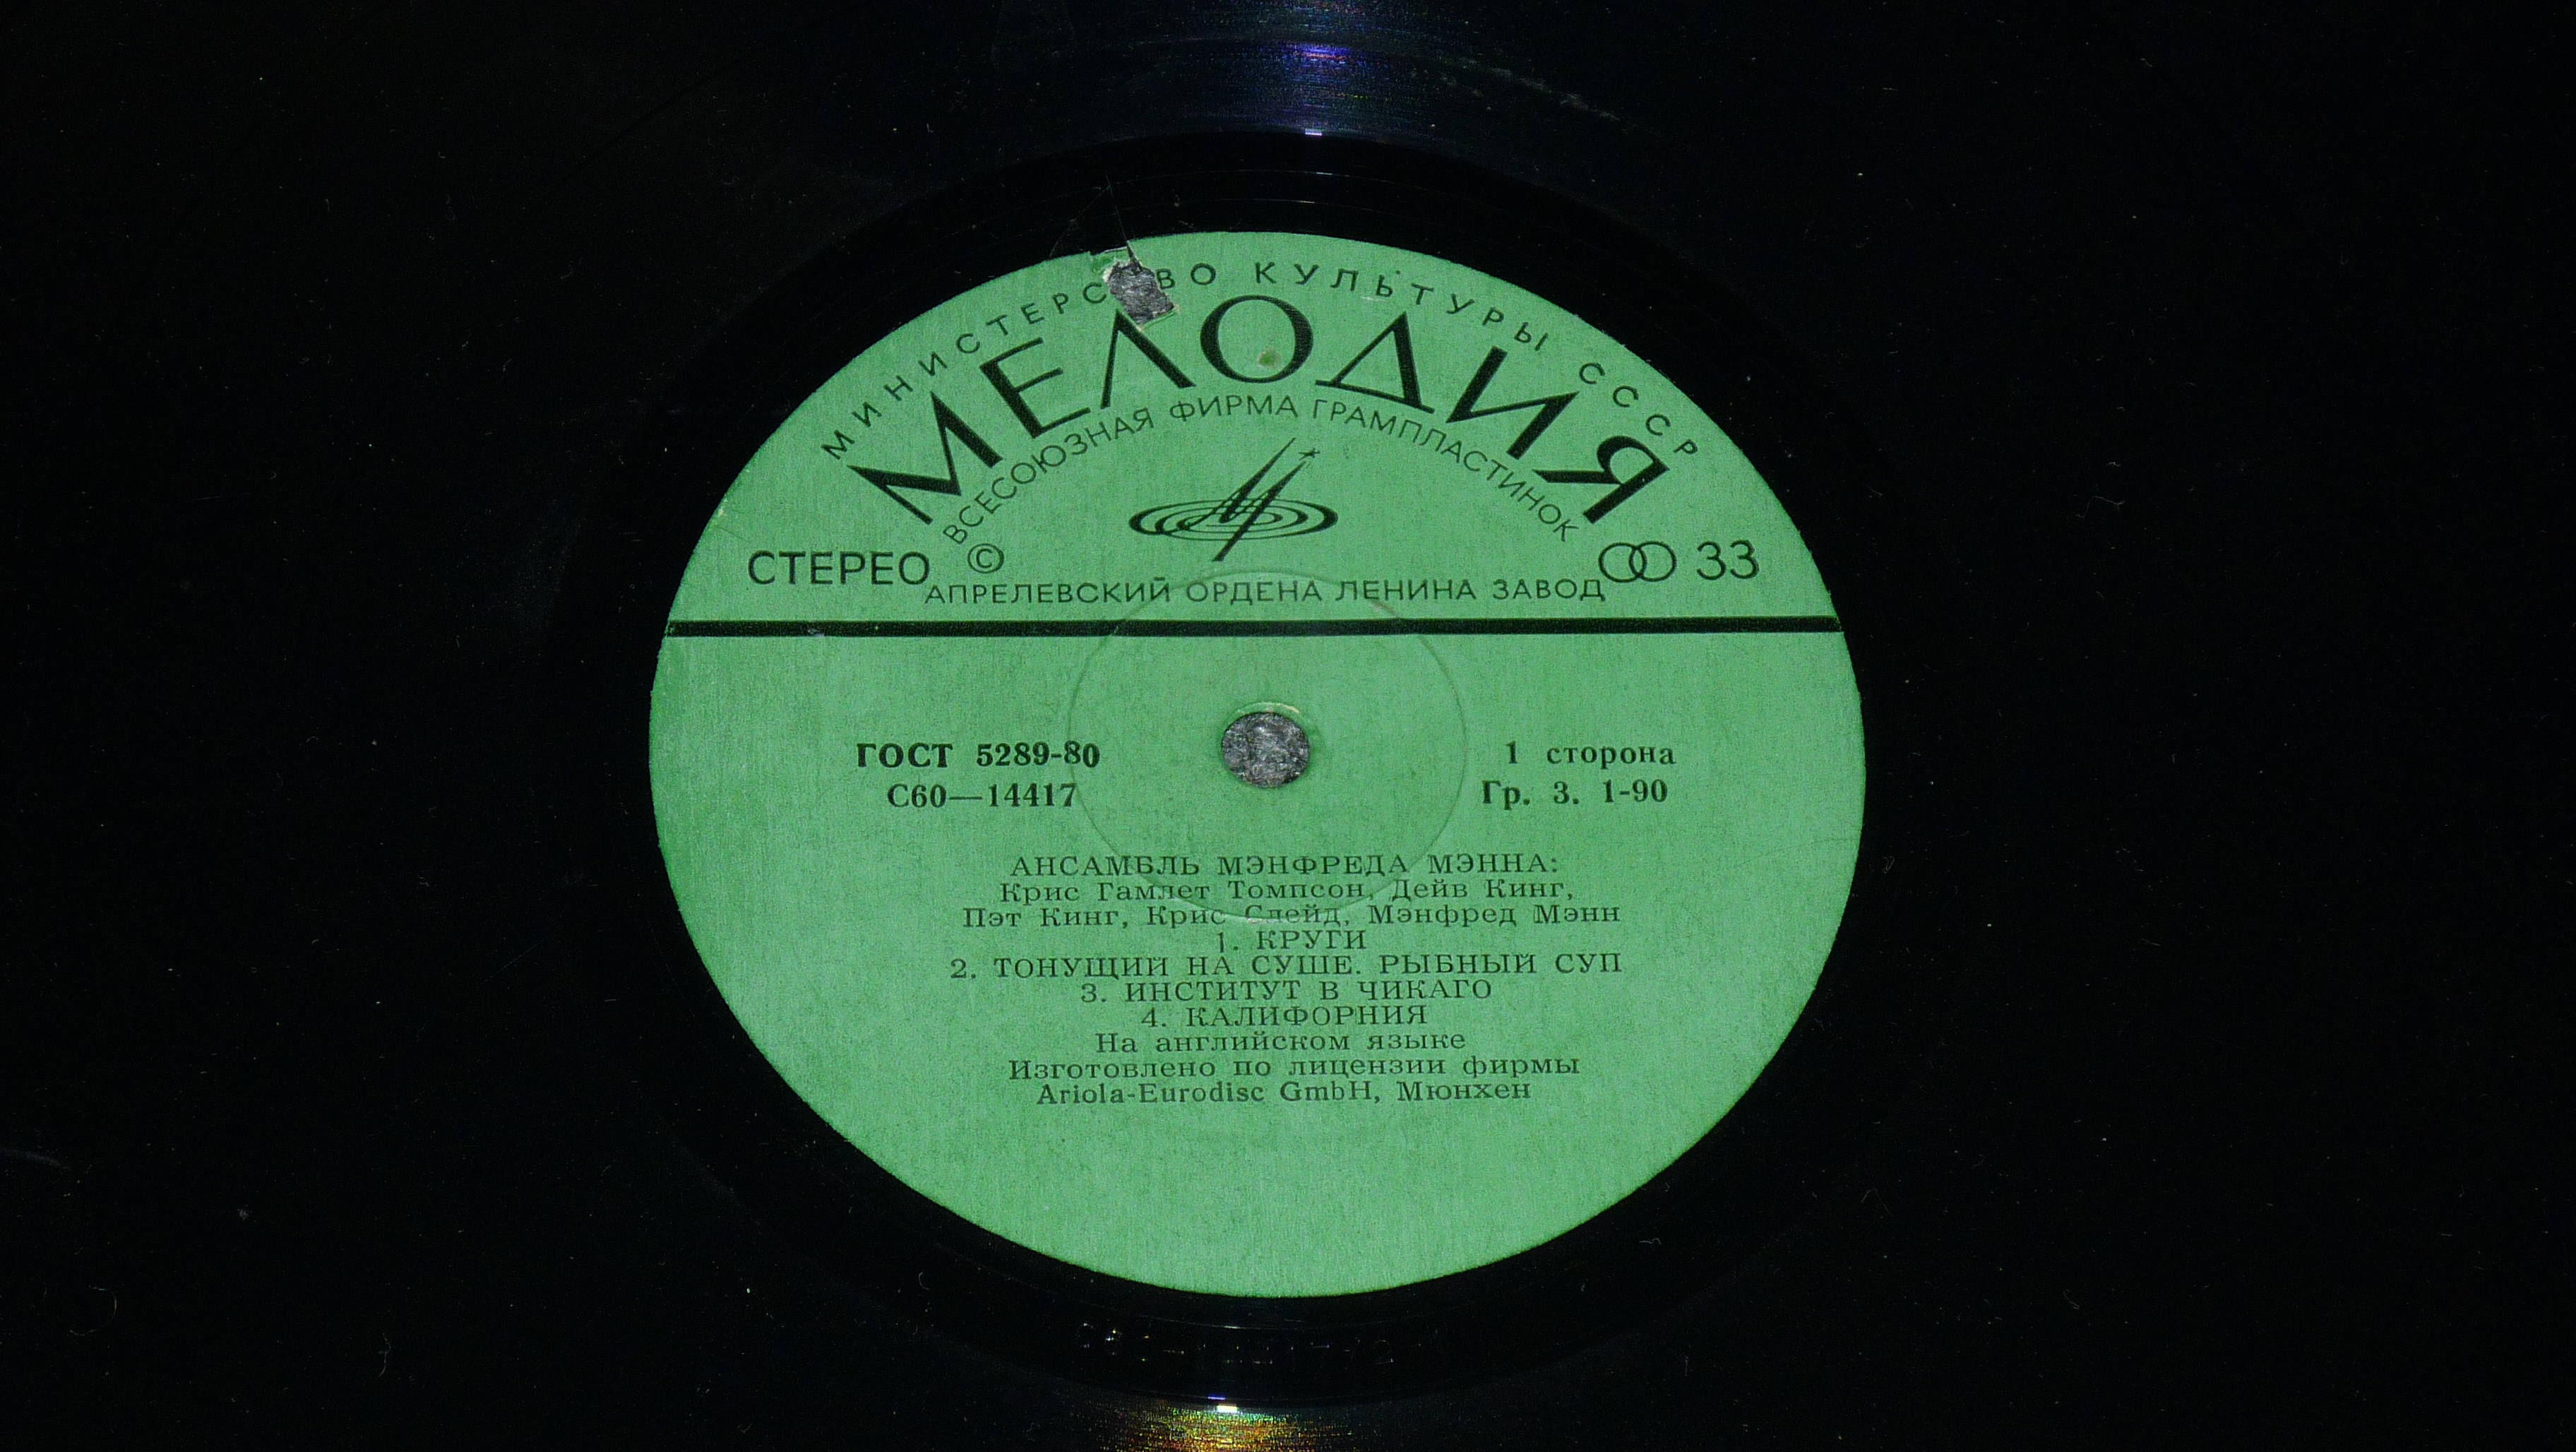 МИНИСТЕРСТВО КУЛЬТУРЫ СССР
МЕЛОДИЯ
ВСЕСОЮЗНАЯ ФИРМА ГРАМПЛАСТИНОК
СТЕРЕО © 33
АПРЕЛЕВСКИЙ ОРДЕНА ЛЕНИНА ЗАВОД
ГОСТ 5289-80 1 сторона
С60—14417 Гр. 3. 1-90
АНСАМБЛЬ МЭНФРЕДА МЭННА:
Крис Гамлет Томпсон, Дейв Кинг,
Пэт Кинг, Крис Слейд, Мэнфред Мэнн
1. КРУГИ
2. ТОНУЩИЙ НА СУШЕ. РЫБНЫЙ СУП
3. ИНСТИТУТ В ЧИКАГО
4. КАЛИФОРНИЯ
На английском языке
Изготовлено по лицензии фирмы
Ariola-Eurodisc GmbH, Мюнхен